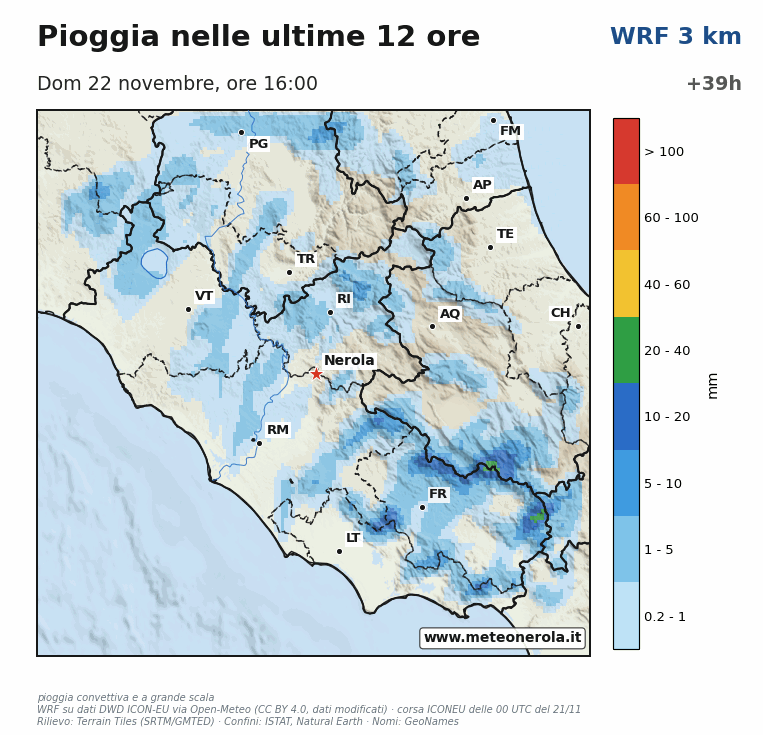 Pioggia nelle ultime 12 ore
WRF 3 km
Dom 22 novembre, ore 16:00
+39h
FM
PG
AP
TE
TR
VT
RI
AQ
CH
Nerola
RM
FR
LT
> 100
60 - 100
40 - 60
20 - 40
10 - 20
5 - 10
1 - 5
0.2 - 1
mm
www.meteonerola.it
pioggia convettiva e a grande scala
WRF su dati DWD ICON-EU via Open-Meteo (CC BY 4.0, dati modificati) · corsa ICONEU delle 00 UTC del 21/11
Rilievo: Terrain Tiles (SRTM/GMTED) · Confini: ISTAT, Natural Earth · Nomi: GeoNames